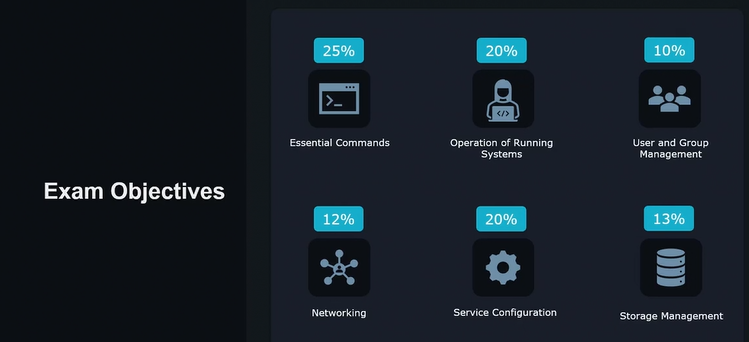 Exam Objectives
25%
Essential Commands
20%
Operation of Running
Systems
10%
User and Group
Management
12%
Networking
20%
Service Configuration
13%
Storage Management